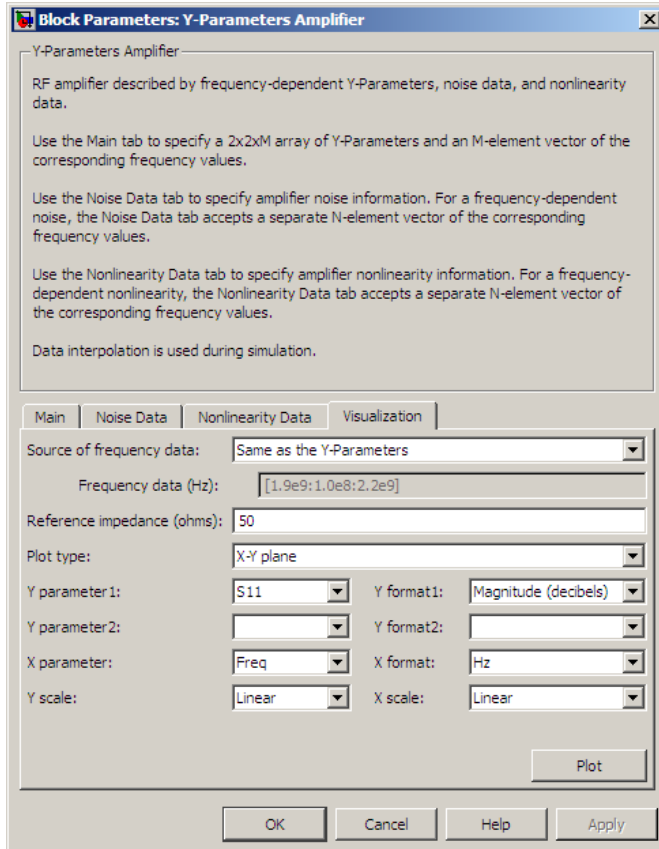 Block Parameters: Y-Parameters Amplifier
Y-Parameters Amplifier
RF amplifier described by frequency-dependent Y-Parameters, noise data, and nonlinearity
data.
Use the Main tab to specify a 2x2xM array of Y-Parameters and an M-element vector of the
corresponding frequency values.
Use the Noise Data tab to specify amplifier noise information. For a frequency-dependent
noise, the Noise Data tab accepts a separate N-element vector of the corresponding
frequency values.
Use the Nonlinearity Data tab to specify amplifier nonlinearity information. For a frequency-
dependent nonlinearity, the Nonlinearity Data tab accepts a separate N-element vector of
the corresponding frequency values.
Data interpolation is used during simulation.
Main Noise Data Nonlinearity Data Visualization
Source of frequency data: Same as the Y-Parameters
Frequency data (Hz): [1.9e9:1.0e8:2.2e9]
Reference impedance (ohms): 50
Plot type: X-Y plane
Y parameter1: S11 Y format1: Magnitude (decibels)
Y parameter2: Y format2:
X parameter: Freq X format: Hz
Y scale: Linear X scale: Linear
Plot
OK Cancel Help Apply